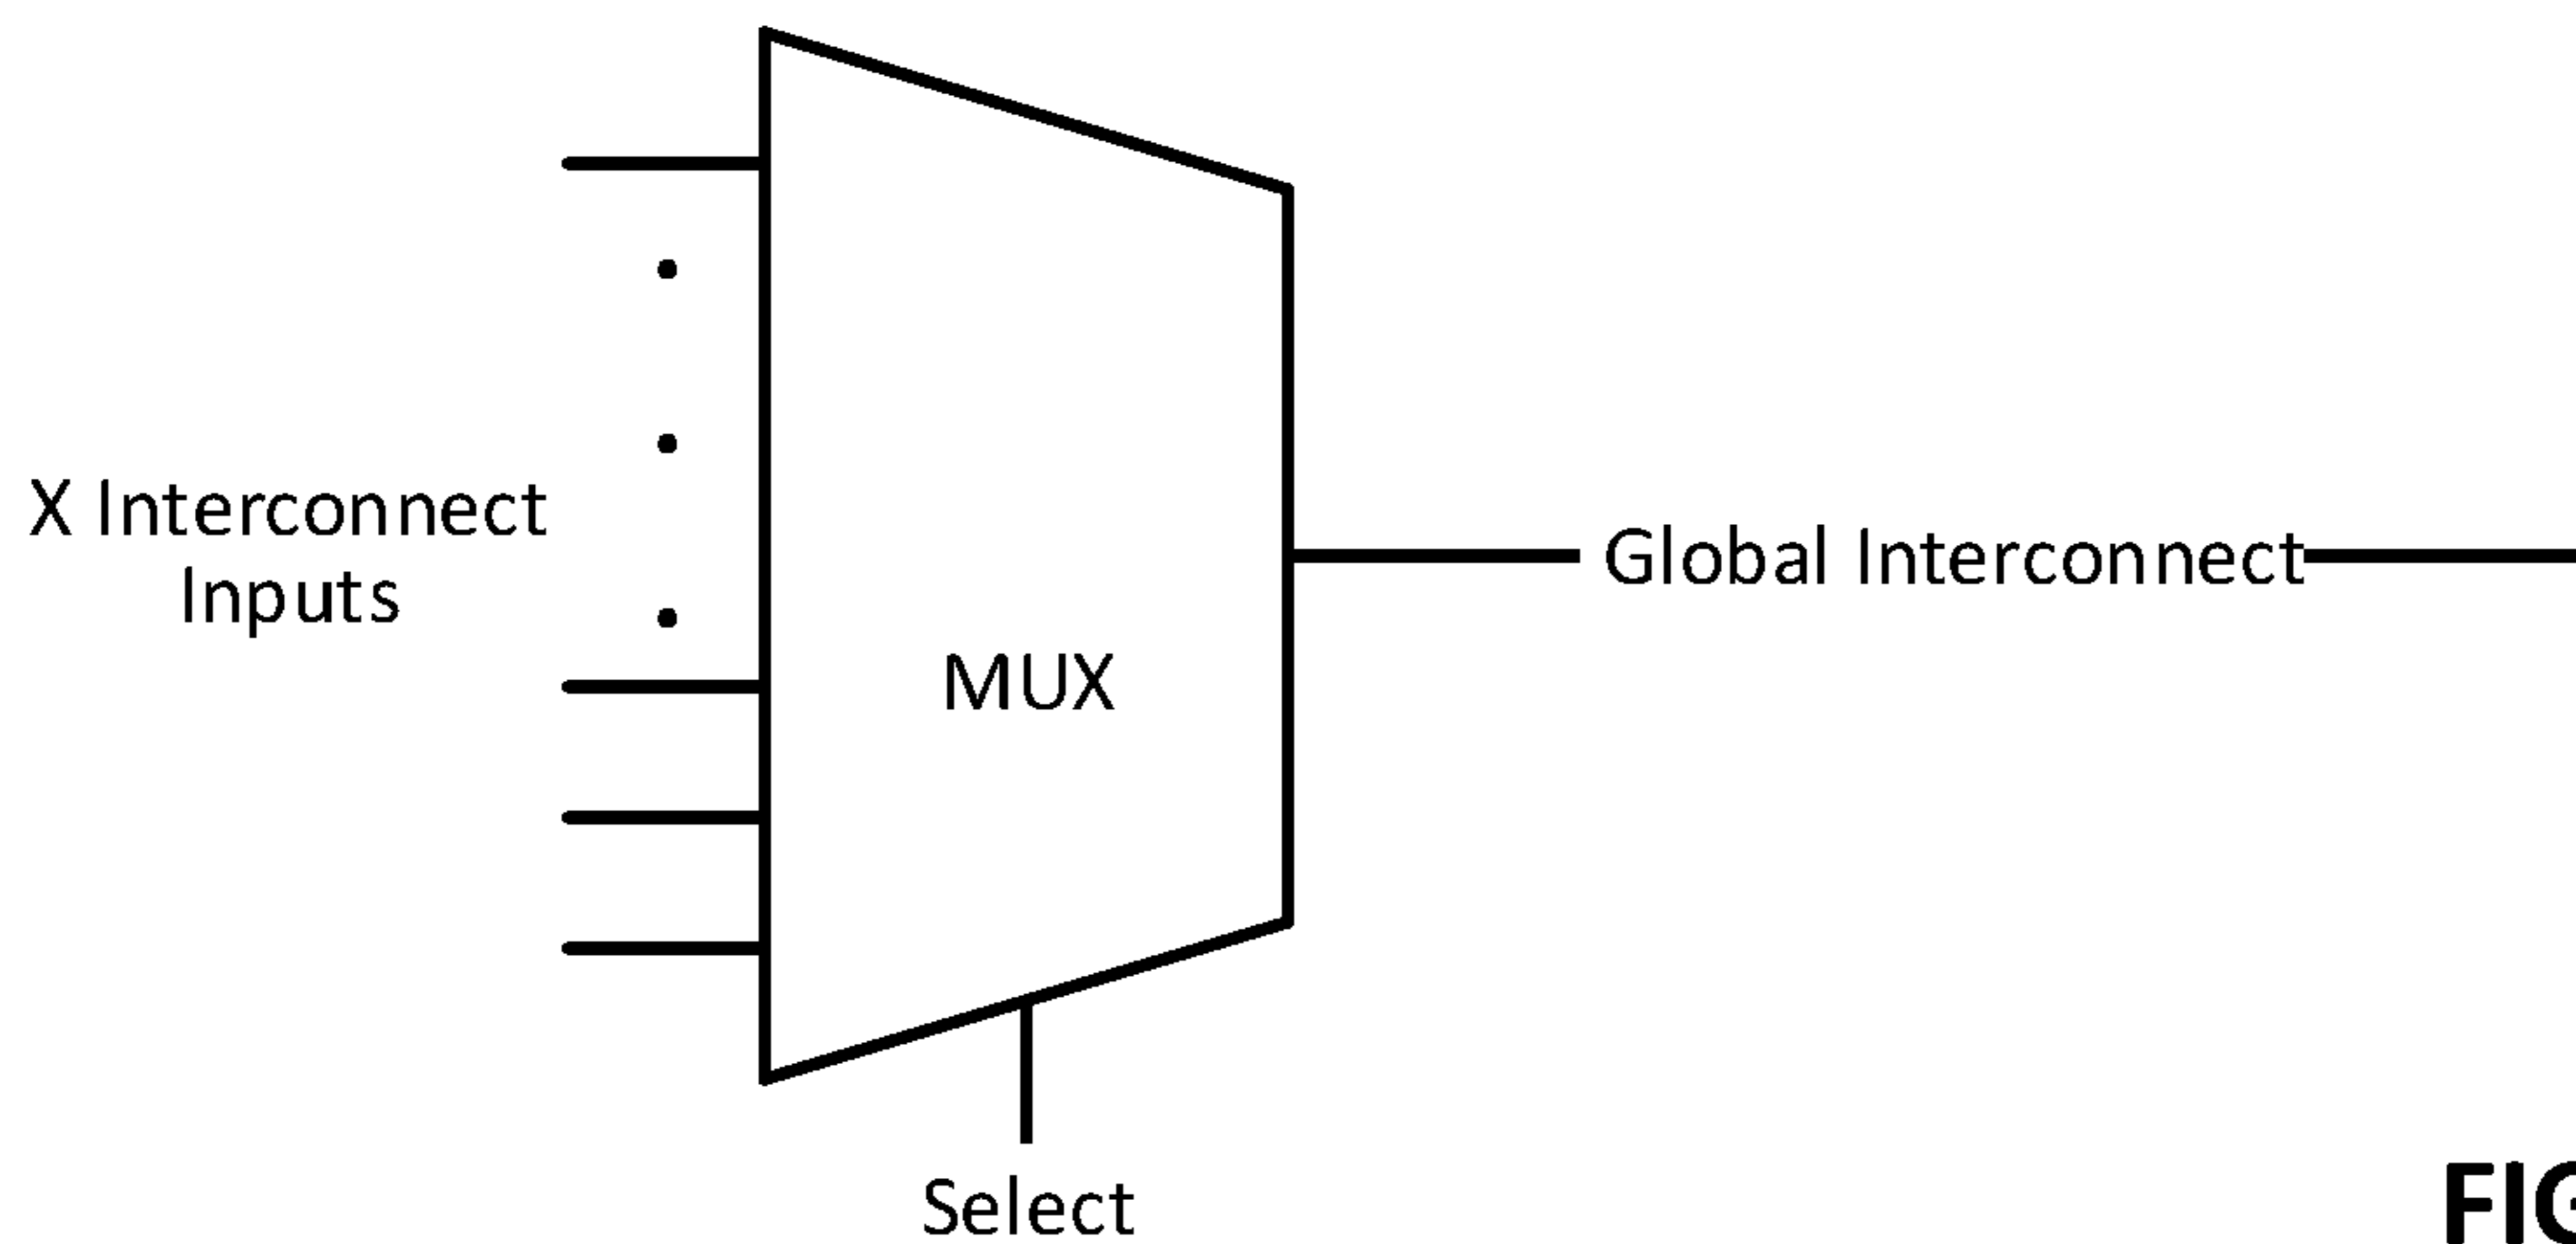 X Interconnect
Inputs
MUX
Global Interconnect
Select